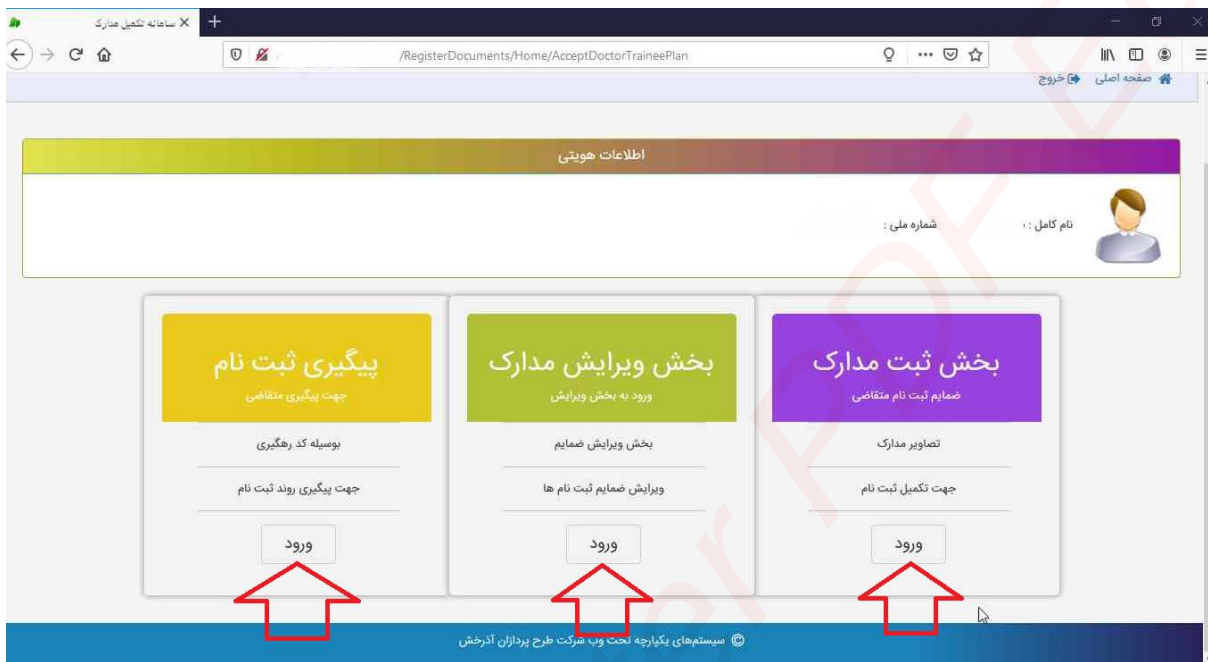 سامانه تکمیل مدارک
/RegisterDocuments/Home/AcceptDoctorTraineePlan
صفحه اصلی خروج
اطلاعات هویتی
نام کامل : شماره ملی :
بخش ثبت مدارک
ضمایم ثبت نام متقاضی
تصاویر مدارک
جهت تکمیل ثبت نام
ورود
بخش ویرایش مدارک
ورود به بخش ویرایش
بخش ویرایش ضمایم
ویرایش ضمایم ثبت نام ها
ورود
پیگیری ثبت نام
جهت پیگیری متقاضی
بوسیله کد رهگیری
جهت پیگیری روند ثبت نام
ورود
© سیستم‌های یکپارچه تحت وب شرکت طرح پردازان آذرخش
PDF